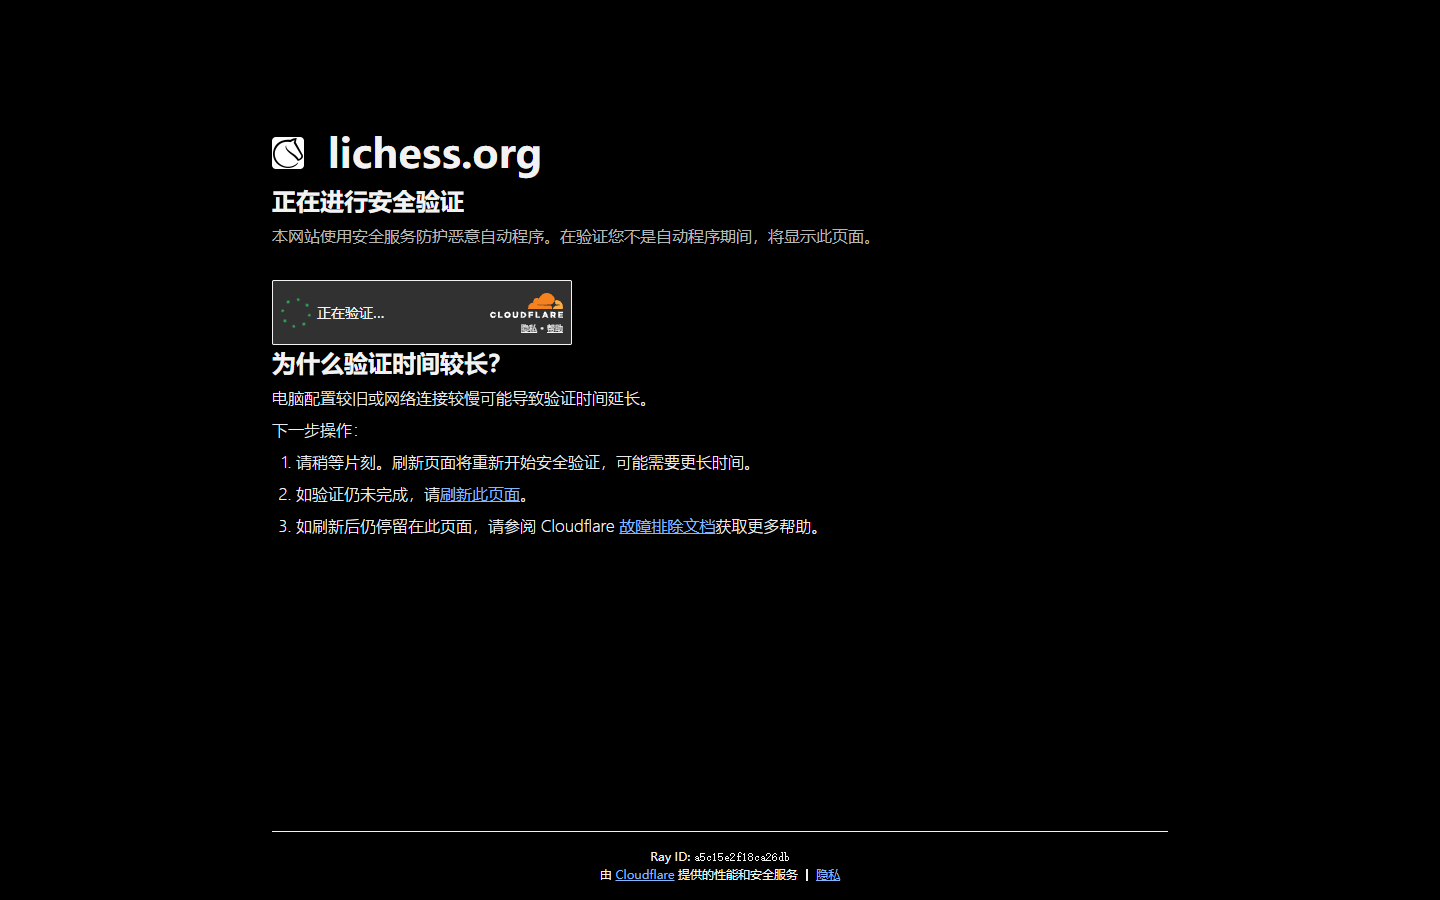 lichess.org
正在进行安全验证
本网站使用安全服务防护恶意自动程序。在验证您不是自动程序期间，将显示此页面。
正在验证...
CLOUDFLARE
隐私 • 帮助
为什么验证时间较长？
电脑配置较旧或网络连接较慢可能导致验证时间延长。
下一步操作：
1. 请稍等片刻。刷新页面将重新开始安全验证，可能需要更长时间。
2. 如验证仍未完成，请刷新此页面。
3. 如刷新后仍停留在此页面，请参阅 Cloudflare 故障排除文档获取更多帮助。
Ray ID: a5c15e2f18ca26db
由 Cloudflare 提供的性能和安全服务 | 隐私